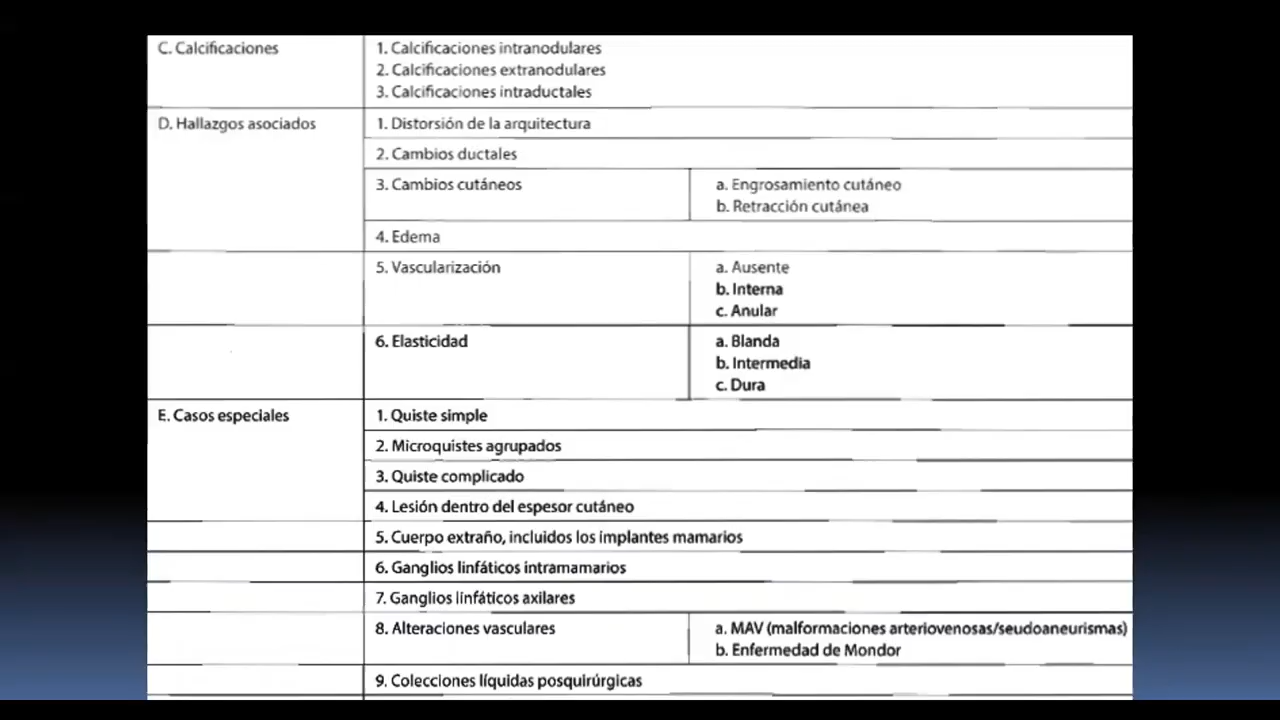 C. Calcificaciones
1. Calcificaciones intranodulares
2. Calcificaciones extranodulares
3. Calcificaciones intraductales
D. Hallazgos asociados
1. Distorsión de la arquitectura
2. Cambios ductales
3. Cambios cutáneos
a. Engrosamiento cutáneo
b. Retracción cutánea
4. Edema
5. Vascularización
a. Ausente
b. Interna
c. Anular
6. Elasticidad
a. Blanda
b. Intermedia
c. Dura
E. Casos especiales
1. Quiste simple
2. Microquistes agrupados
3. Quiste complicado
4. Lesión dentro del espesor cutáneo
5. Cuerpo extraño, incluidos los implantes mamarios
6. Ganglios linfáticos intramamarios
7. Ganglios linfáticos axilares
8. Alteraciones vasculares
a. MAV (malformaciones arteriovenosas/seudoaneurismas)
b. Enfermedad de Mondor
9. Colecciones líquidas posquirúrgicas